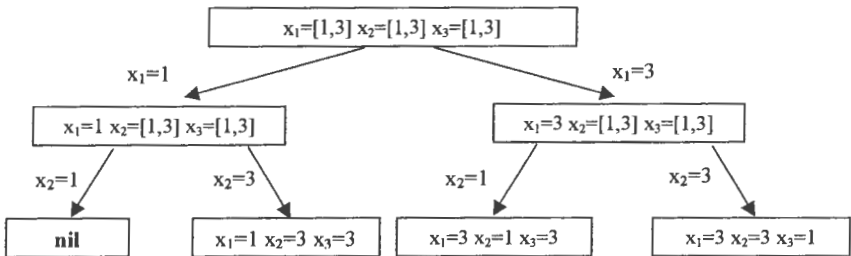 x₁=[1,3] x₂=[1,3] x₃=[1,3]
x₁=1
x₁=3
x₁=1 x₂=[1,3] x₃=[1,3]
x₁=3 x₂=[1,3] x₃=[1,3]
x₂=1
x₂=3
x₂=1
x₂=3
nil
x₁=1 x₂=3 x₃=3
x₁=3 x₂=1 x₃=3
x₁=3 x₂=3 x₃=1